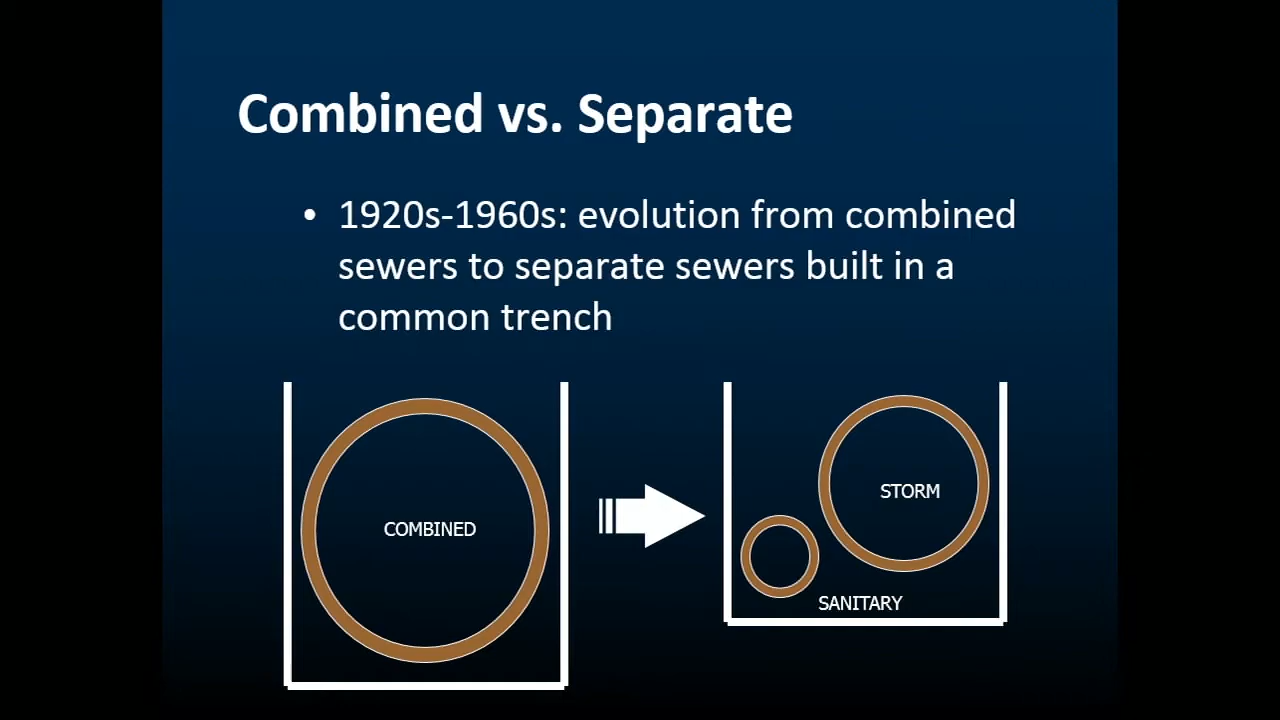 Combined vs. Separate
• 1920s-1960s: evolution from combined
sewers to separate sewers built in a
common trench
COMBINED
STORM
SANITARY